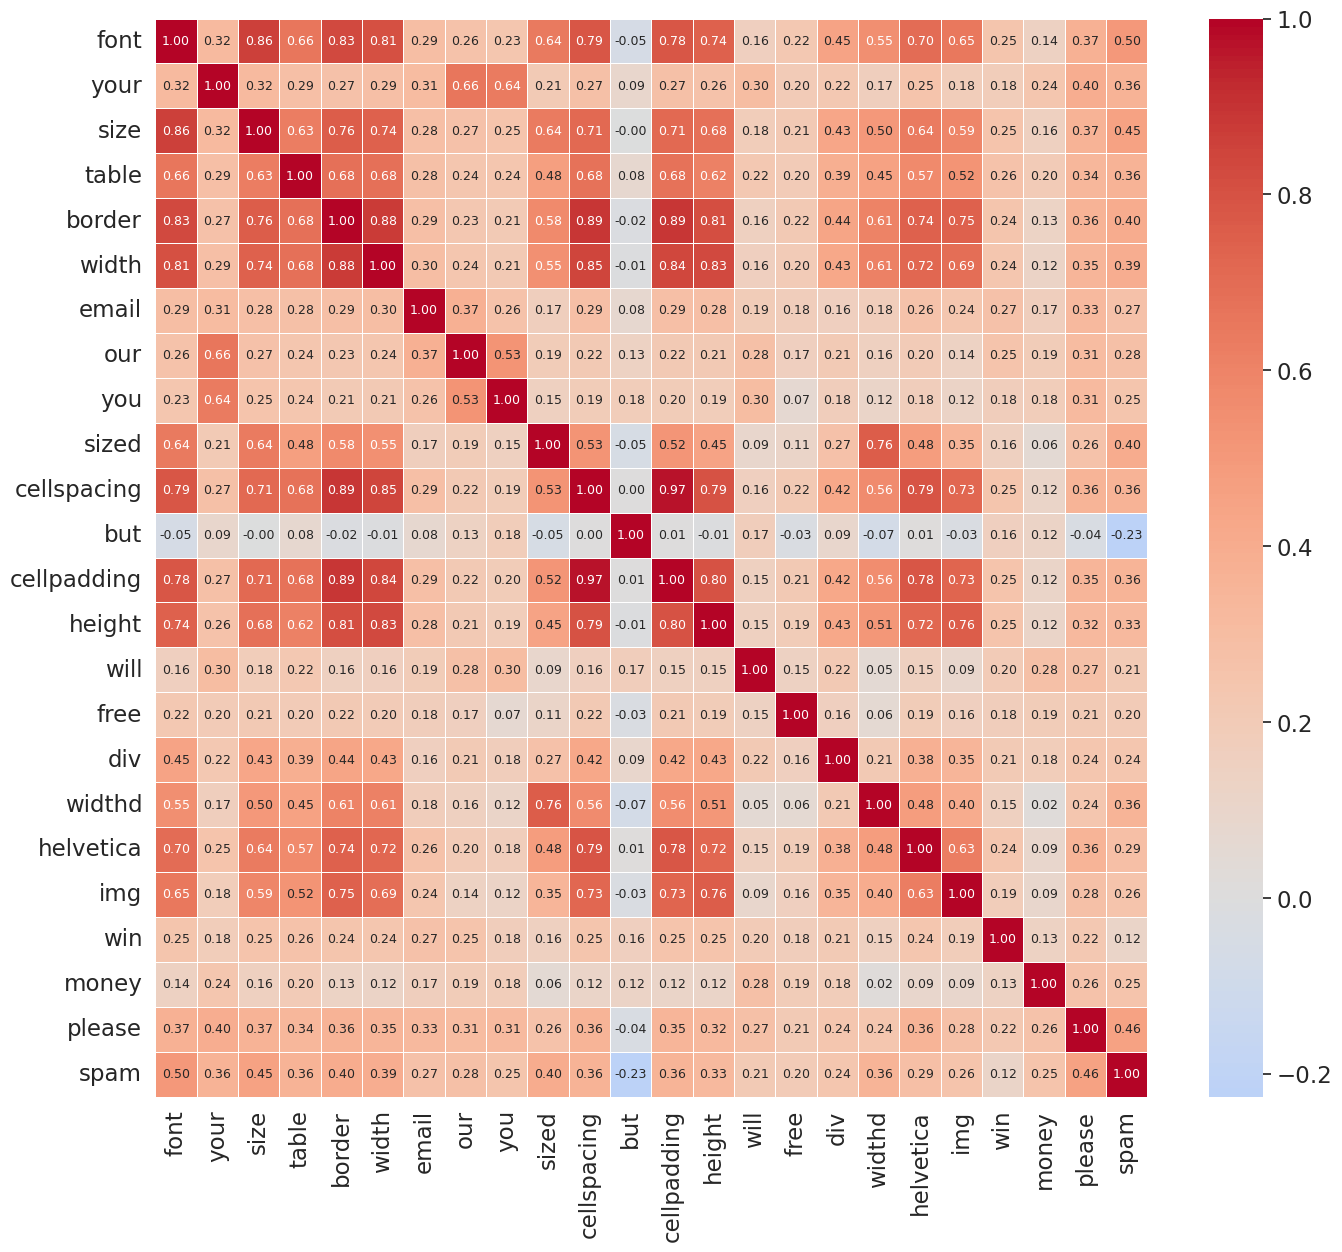 font 1.00 0.32 0.86 0.66 0.83 0.81 0.29 0.26 0.23 0.64 0.79 -0.05 0.78 0.74 0.16 0.22 0.45 0.55 0.70 0.65 0.25 0.14 0.37 0.50
your 0.32 1.00 0.32 0.29 0.27 0.29 0.31 0.66 0.64 0.21 0.27 0.09 0.27 0.26 0.30 0.20 0.22 0.17 0.25 0.18 0.18 0.24 0.40 0.36
size 0.86 0.32 1.00 0.63 0.76 0.74 0.28 0.27 0.25 0.64 0.71 -0.00 0.71 0.68 0.18 0.21 0.43 0.50 0.64 0.59 0.25 0.16 0.37 0.45
table 0.66 0.29 0.63 1.00 0.68 0.68 0.28 0.24 0.24 0.48 0.68 0.08 0.68 0.62 0.22 0.20 0.39 0.45 0.57 0.52 0.26 0.20 0.34 0.36
border 0.83 0.27 0.76 0.68 1.00 0.88 0.29 0.23 0.21 0.58 0.89 -0.02 0.89 0.81 0.16 0.22 0.44 0.61 0.74 0.75 0.24 0.13 0.36 0.40
width 0.81 0.29 0.74 0.68 0.88 1.00 0.30 0.24 0.21 0.55 0.85 -0.01 0.84 0.83 0.16 0.20 0.43 0.61 0.72 0.69 0.24 0.12 0.35 0.39
email 0.29 0.31 0.28 0.28 0.29 0.30 1.00 0.37 0.26 0.17 0.29 0.08 0.29 0.28 0.19 0.18 0.16 0.18 0.26 0.24 0.27 0.17 0.33 0.27
our 0.26 0.66 0.27 0.24 0.23 0.24 0.37 1.00 0.53 0.19 0.22 0.13 0.22 0.21 0.28 0.17 0.21 0.16 0.20 0.14 0.25 0.19 0.31 0.28
you 0.23 0.64 0.25 0.24 0.21 0.21 0.26 0.53 1.00 0.15 0.19 0.18 0.20 0.19 0.30 0.07 0.18 0.12 0.18 0.12 0.18 0.18 0.31 0.25
sized 0.64 0.21 0.64 0.48 0.58 0.55 0.17 0.19 0.15 1.00 0.53 -0.05 0.52 0.45 0.09 0.11 0.27 0.76 0.48 0.35 0.16 0.06 0.26 0.40
cellspacing 0.79 0.27 0.71 0.68 0.89 0.85 0.29 0.22 0.19 0.53 1.00 0.00 0.97 0.79 0.16 0.22 0.42 0.56 0.79 0.73 0.25 0.12 0.36 0.36
but -0.05 0.09 -0.00 0.08 -0.02 -0.01 0.08 0.13 0.18 -0.05 0.00 1.00 0.01 -0.01 0.17 -0.03 0.09 -0.07 0.01 -0.03 0.16 0.12 -0.04 -0.23
cellpadding 0.78 0.27 0.71 0.68 0.89 0.84 0.29 0.22 0.20 0.52 0.97 0.01 1.00 0.80 0.15 0.21 0.42 0.56 0.78 0.73 0.25 0.12 0.35 0.36
height 0.74 0.26 0.68 0.62 0.81 0.83 0.28 0.21 0.19 0.45 0.79 -0.01 0.80 1.00 0.15 0.19 0.43 0.51 0.72 0.76 0.25 0.12 0.32 0.33
will 0.16 0.30 0.18 0.22 0.16 0.16 0.19 0.28 0.30 0.09 0.16 0.17 0.15 0.15 1.00 0.15 0.22 0.05 0.15 0.09 0.20 0.28 0.27 0.21
free 0.22 0.20 0.21 0.20 0.22 0.20 0.18 0.17 0.07 0.11 0.22 -0.03 0.21 0.19 0.15 1.00 0.16 0.06 0.19 0.16 0.18 0.19 0.21 0.20
div 0.45 0.22 0.43 0.39 0.44 0.43 0.16 0.21 0.18 0.27 0.42 0.09 0.42 0.43 0.22 0.16 1.00 0.21 0.38 0.35 0.21 0.18 0.24 0.24
widthd 0.55 0.17 0.50 0.45 0.61 0.61 0.18 0.16 0.12 0.76 0.56 -0.07 0.56 0.51 0.05 0.06 0.21 1.00 0.48 0.40 0.15 0.02 0.24 0.36
helvetica 0.70 0.25 0.64 0.57 0.74 0.72 0.26 0.20 0.18 0.48 0.79 0.01 0.78 0.72 0.15 0.19 0.38 0.48 1.00 0.63 0.24 0.09 0.36 0.29
img 0.65 0.18 0.59 0.52 0.75 0.69 0.24 0.14 0.12 0.35 0.73 -0.03 0.73 0.76 0.09 0.16 0.35 0.40 0.63 1.00 0.19 0.09 0.28 0.26
win 0.25 0.18 0.25 0.26 0.24 0.24 0.27 0.25 0.18 0.16 0.25 0.16 0.25 0.25 0.20 0.18 0.21 0.15 0.24 0.19 1.00 0.13 0.22 0.12
money 0.14 0.24 0.16 0.20 0.13 0.12 0.17 0.19 0.18 0.06 0.12 0.12 0.12 0.12 0.28 0.19 0.18 0.02 0.09 0.09 0.13 1.00 0.26 0.25
please 0.37 0.40 0.37 0.34 0.36 0.35 0.33 0.31 0.31 0.26 0.36 -0.04 0.35 0.32 0.27 0.21 0.24 0.24 0.36 0.28 0.22 0.26 1.00 0.46
spam 0.50 0.36 0.45 0.36 0.40 0.39 0.27 0.28 0.25 0.40 0.36 -0.23 0.36 0.33 0.21 0.20 0.24 0.36 0.29 0.26 0.12 0.25 0.46 1.00
font your size table border width email our you sized cellspacing but cellpadding height will free div widthd helvetica img win money please spam
1.0
0.8
0.6
0.4
0.2
0.0
−0.2